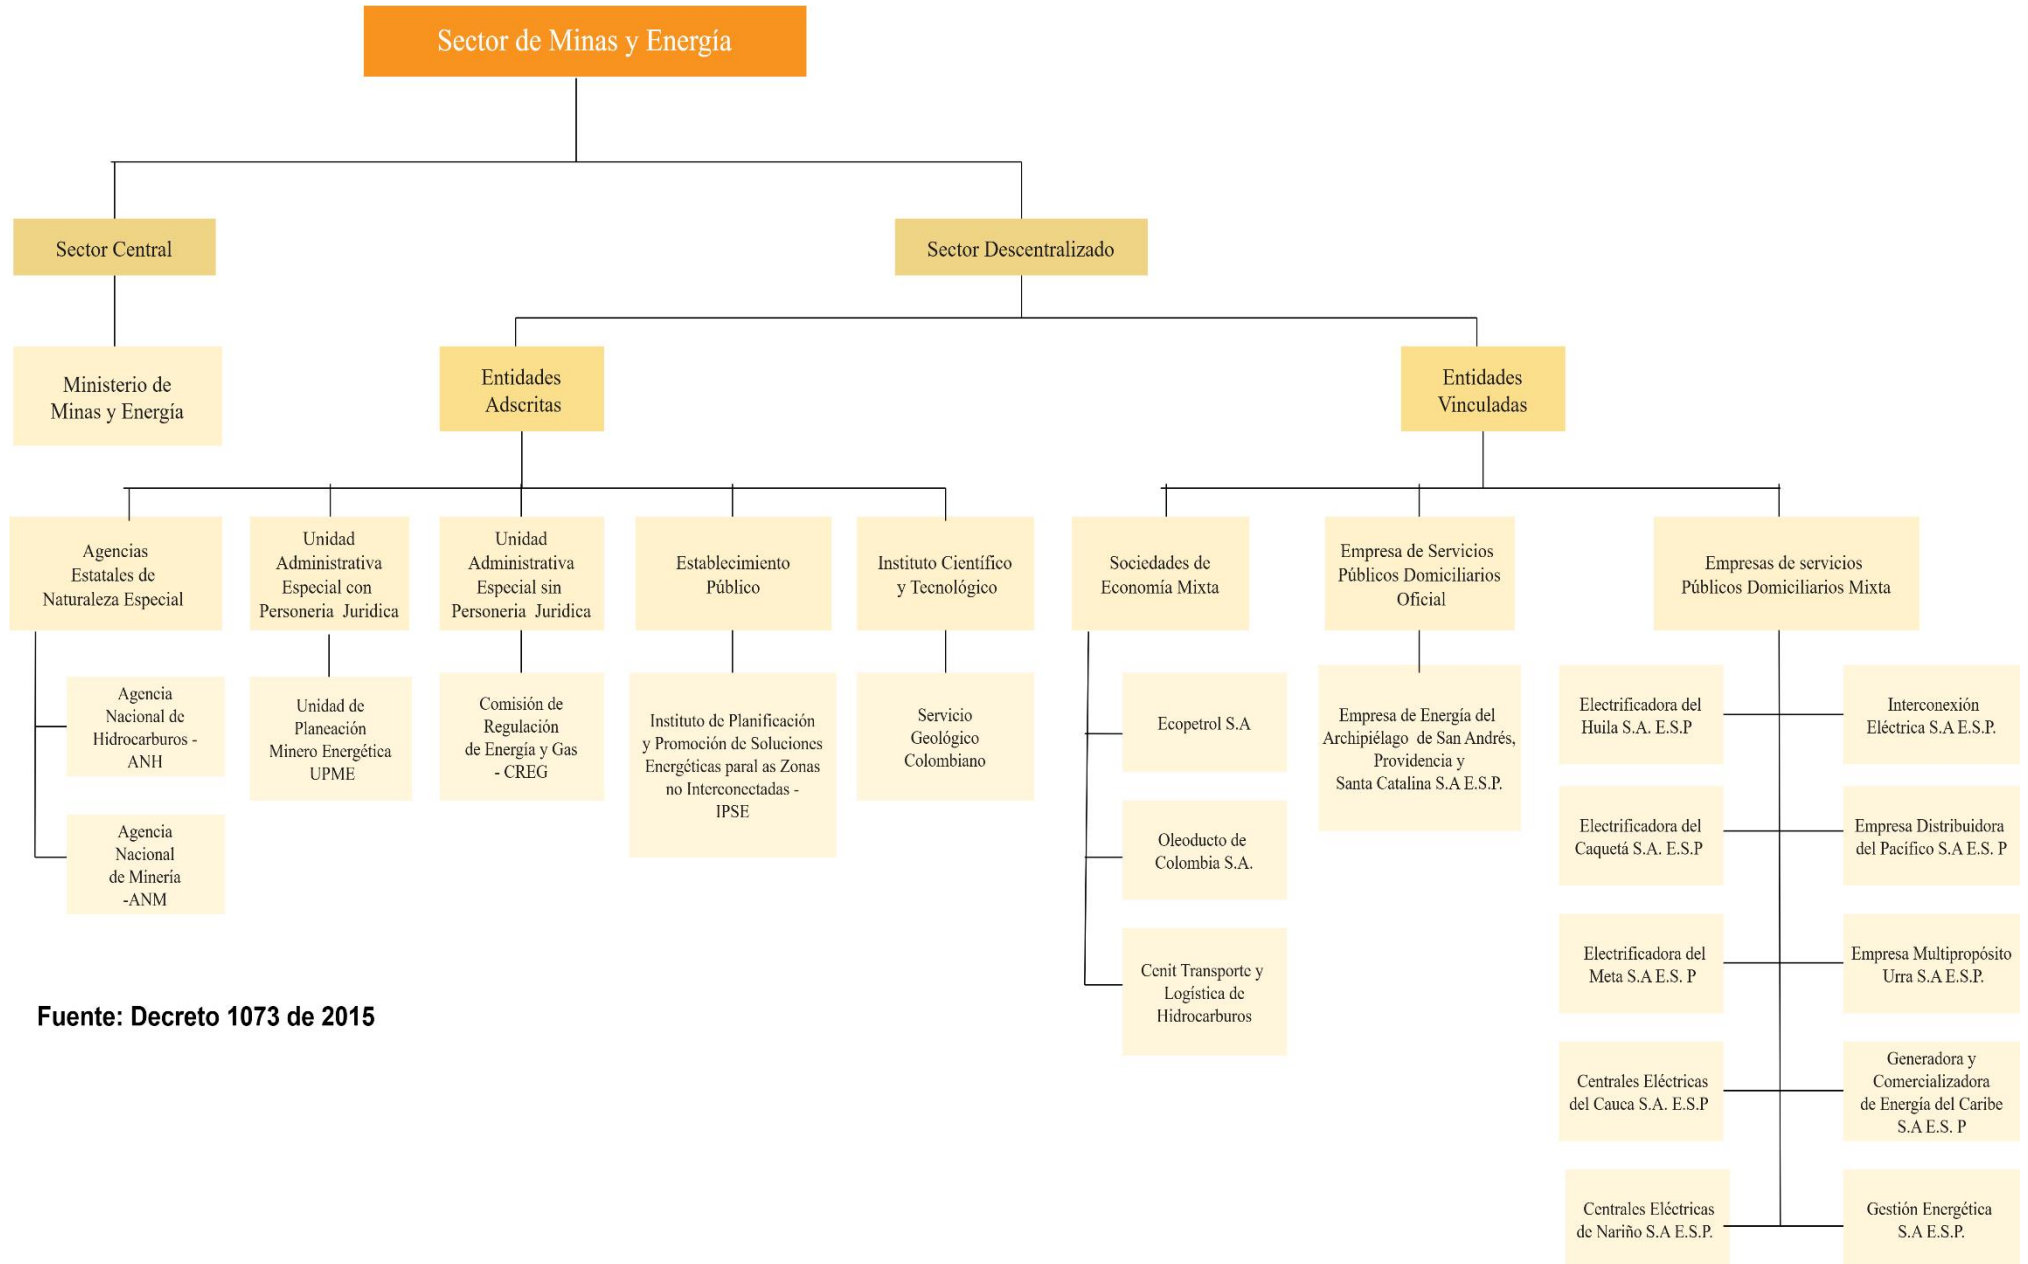 Sector de Minas y Energía
Sector Central
Sector Descentralizado
Ministerio de
Minas y Energía
Entidades
Adscritas
Entidades
Vinculadas
Agencias
Estatales de
Naturaleza Especial
Unidad
Administrativa
Especial con
Personeria Juridica
Unidad
Administrativa
Especial sin
Personeria Juridica
Establecimiento
Público
Instituto Científico
y Tecnológico
Sociedades de
Economía Mixta
Empresa de Servicios
Públicos Domiciliarios
Oficial
Empresas de servicios
Públicos Domiciliarios Mixta
Agencia
Nacional de
Hidrocarburos -
ANH
Agencia
Nacional
de Minería
-ANM
Unidad de
Planeación
Minero Energética
UPME
Comisión de
Regulación
de Energía y Gas
- CREG
Instituto de Planificación
y Promoción de Soluciones
Energéticas paral as Zonas
no Interconectadas -
IPSE
Servicio
Geológico
Colombiano
Ecopetrol S.A
Oleoducto de
Colombia S.A.
Cenit Transporte y
Logística de
Hidrocarburos
Empresa de Energía del
Archipiélago de San Andrés,
Providencia y
Santa Catalina S.A E.S.P.
Electrificadora del
Huila S.A. E.S.P
Interconexión
Eléctrica S.A E.S.P.
Electrificadora del
Caquetá S.A. E.S.P
Empresa Distribuidora
del Pacífico S.A E.S. P
Electrificadora del
Meta S.A E.S. P
Empresa Multipropósito
Urra S.A E.S.P.
Centrales Eléctricas
del Cauca S.A. E.S.P
Generadora y
Comercializadora
de Energía del Caribe
S.A E.S. P
Centrales Eléctricas
de Nariño S.A E.S.P.
Gestión Energética
S.A E.S.P.
Fuente: Decreto 1073 de 2015